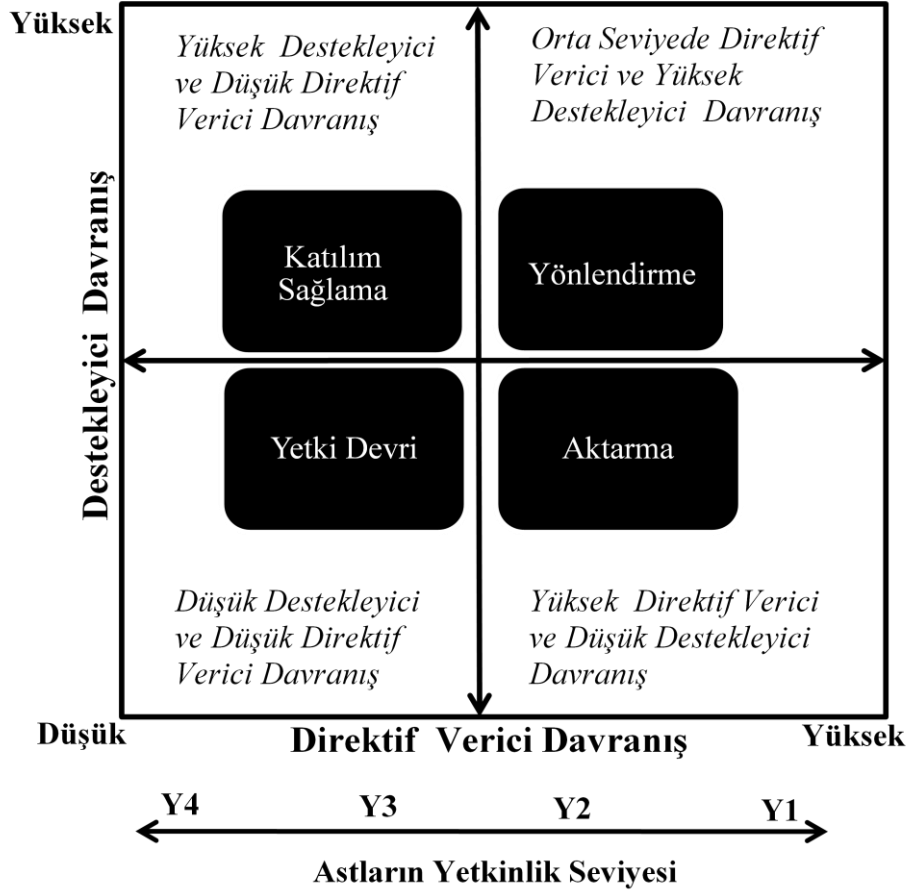 Yüksek
Yüksek Destekleyici
ve Düşük Direktif
Verici Davranış
Orta Seviyede Direktif
Verici ve Yüksek
Destekleyici Davranış
Destekleyici Davranış
Katılım
Sağlama
Yönlendirme
Yetki Devri
Aktarma
Düşük Destekleyici
ve Düşük Direktif
Verici Davranış
Yüksek Direktif Verici
ve Düşük Destekleyici
Davranış
Düşük
Direktif Verici Davranış
Yüksek
Y4 Y3 Y2 Y1
Astların Yetkinlik Seviyesi